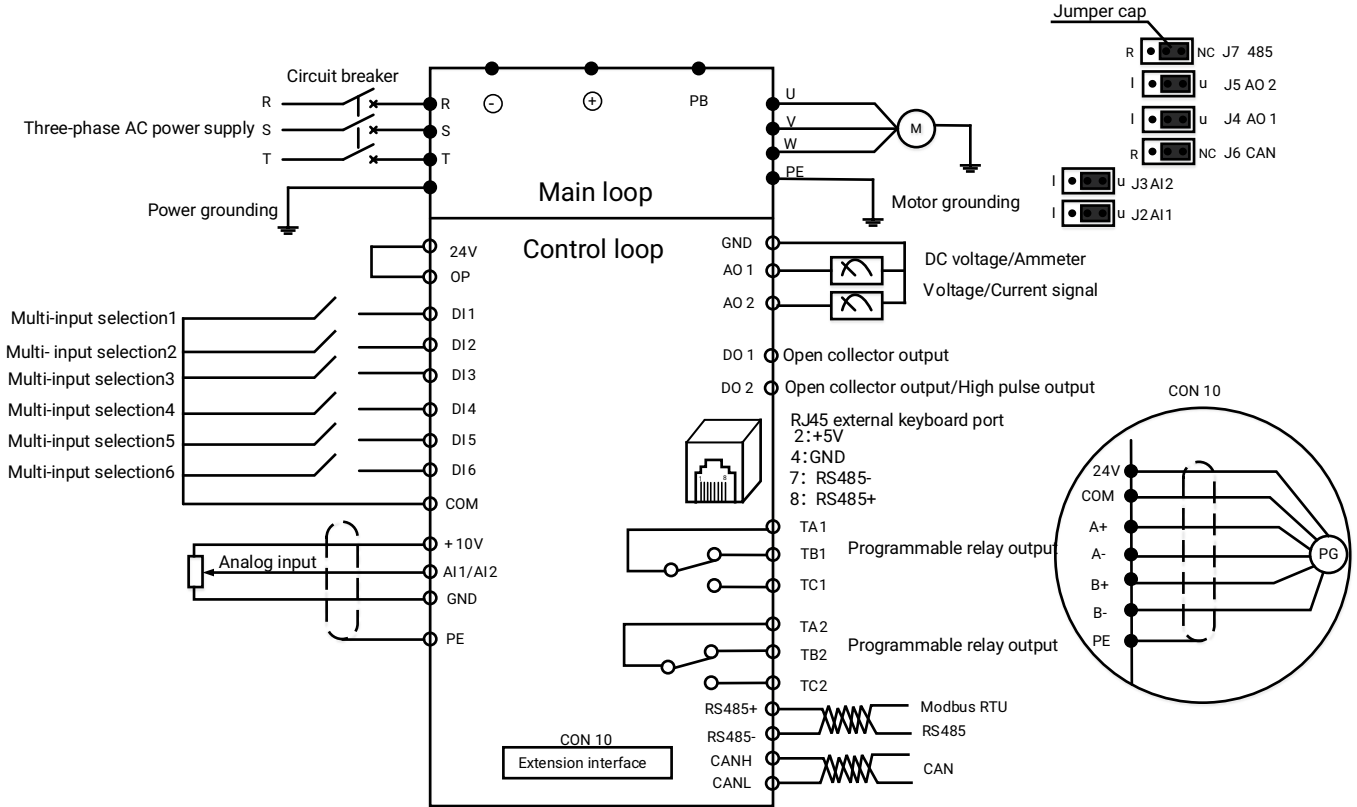 Jumper cap
R NC J7 485
I u J5 AO 2
I u J4 AO 1
R NC J6 CAN
I u J3 AI2
I u J2 AI1
Circuit breaker
R
Three-phase AC power supply S
T
Power grounding
R
S
T
- + PB
U
V
W
PE
M
Motor grounding
Main loop
Control loop
24V
OP
Multi-input selection1
Multi- input selection2
Multi-input selection3
Multi-input selection4
Multi-input selection5
Multi-input selection6
DI1
DI2
DI3
DI4
DI5
DI6
COM
Analog input
+10V
AI1/AI2
GND
PE
GND
AO 1
AO 2
DC voltage/Ammeter
Voltage/Current signal
DO 1 Open collector output
DO 2 Open collector output/High pulse output
RJ45 external keyboard port
2:+5V
4:GND
7: RS485-
8: RS485+
1 8
TA1
TB1 Programmable relay output
TC1
TA2
TB2 Programmable relay output
TC2
RS485+ Modbus RTU
RS485- RS485
CANH
CAN
CANL
CON 10
Extension interface
CON 10
24V
COM
A+
A-
B+
B-
PE
PG